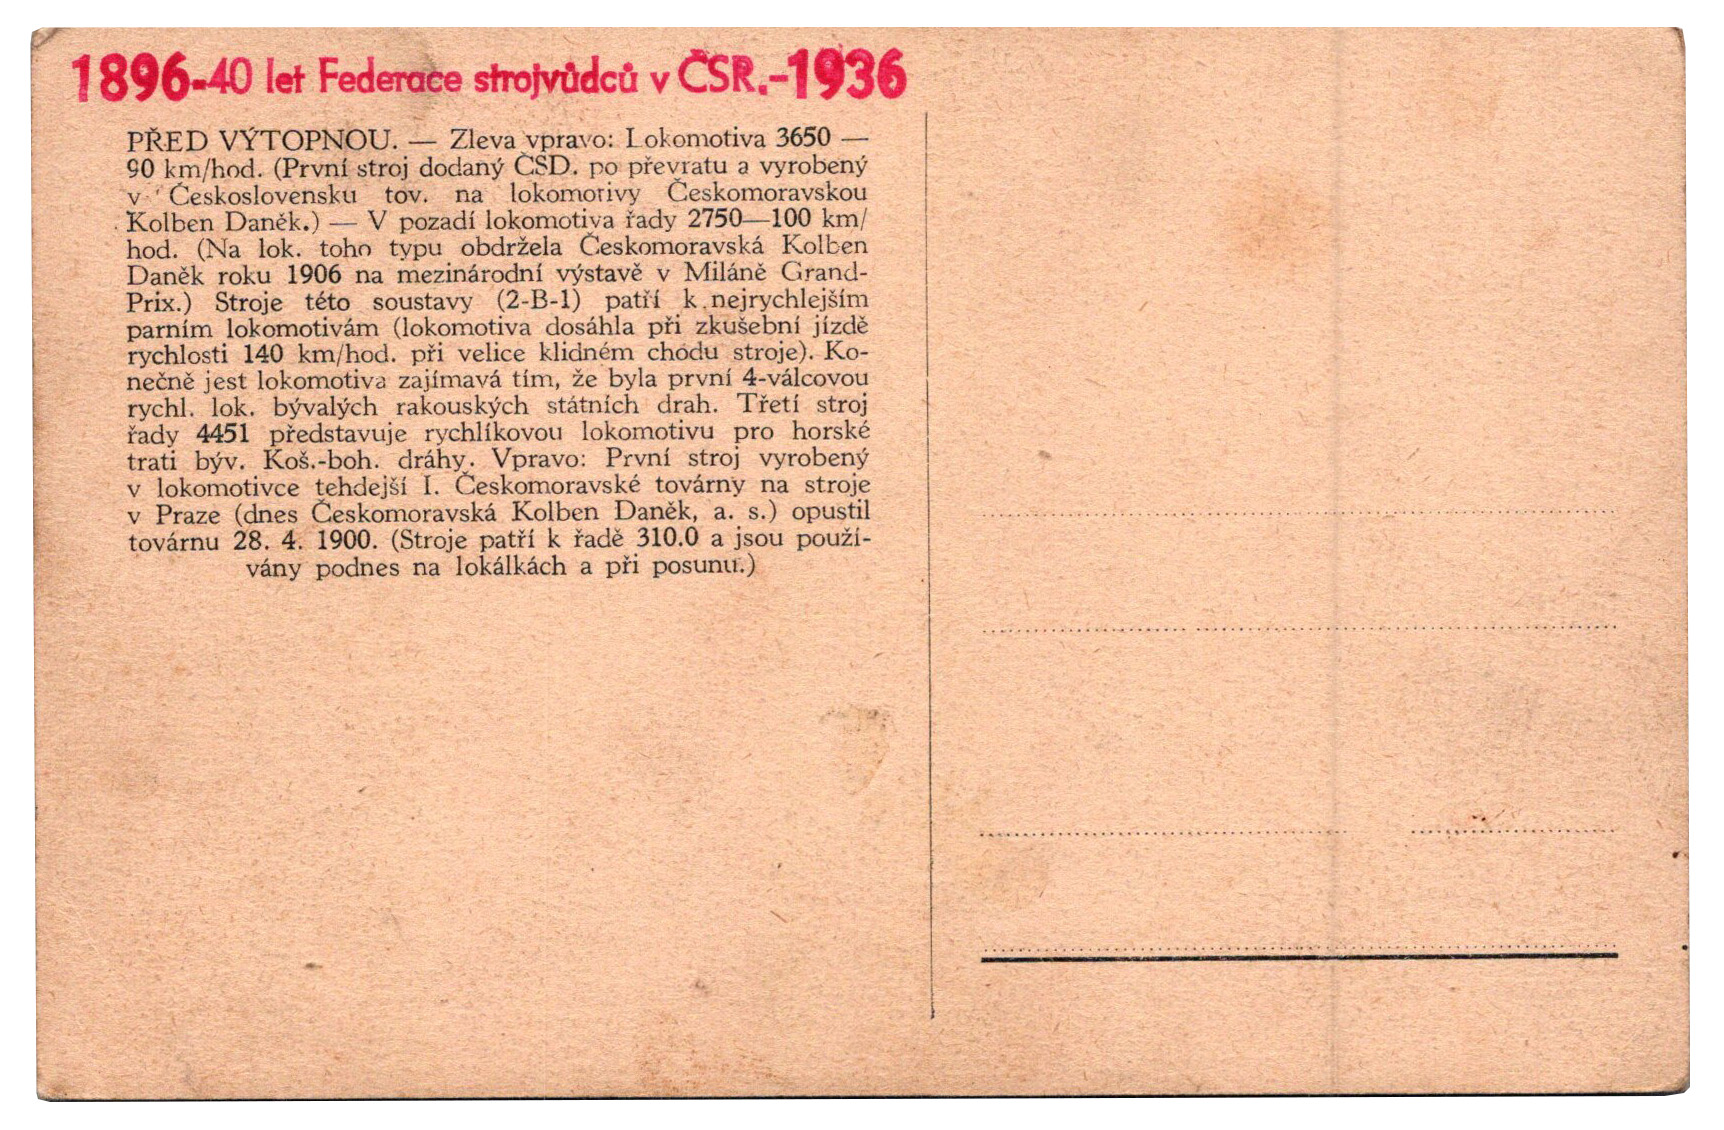 1896-40 let Federace strojvůdců v ČSR.-1936
PŘED VÝTOPNOU. — Zleva vpravo: Lokomotiva 3650 —
90 km/hod. (První stroj dodaný ČSD. po převratu a vyrobený
v Československu tov. na lokomotivy Českomoravskou
Kolben Daněk.) — V pozadí lokomotiva řady 2750—100 km/
hod. (Na lok. toho typu obdržela Českomoravská Kolben
Daněk roku 1906 na mezinárodní výstavě v Miláně Grand-
Prix.) Stroje této soustavy (2-B-1) patří k nejrychlejším
parním lokomotivám (lokomotiva dosáhla při zkušební jízdě
rychlosti 140 km/hod. při velice klidném chodu stroje). Ko-
nečně jest lokomotiva zajímavá tím, že byla první 4-válcovou
rychl. lok. bývalých rakouských státních drah. Třetí stroj
řady 4451 představuje rychlíkovou lokomotivu pro horské
trati býv. Koš.-boh. dráhy. Vpravo: První stroj vyrobený
v lokomotivce tehdejší I. Českomoravské továrny na stroje
v Praze (dnes Českomoravská Kolben Daněk, a. s.) opustil
továrnu 28. 4. 1900. (Stroje patří k řadě 310.0 a jsou použí-
vány podnes na lokálkách a při posunu.)